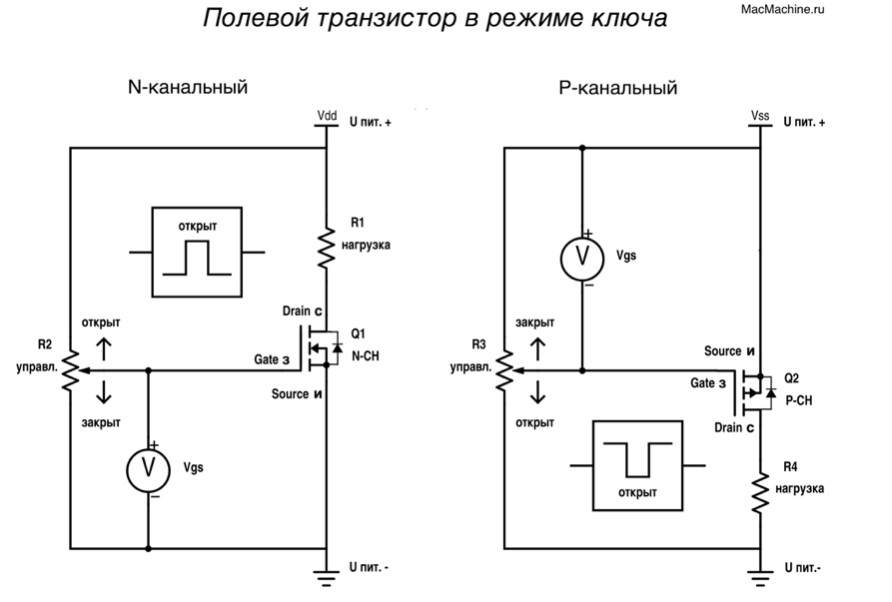 Полевой транзистор в режиме ключа
MacMachine.ru
N-канальный
Vdd
U пит. +
открыт
R1
нагрузка
Drain с
Q1
N-CH
Gate з
Source и
R2
управл.
открыт
закрыт
+
V
Vgs
–
U пит. -
P-канальный
Vss
U пит. +
+
V
Vgs
–
R3
управл.
закрыт
открыт
Source и
Gate з
Q2
P-CH
Drain с
открыт
R4
нагрузка
U пит.-